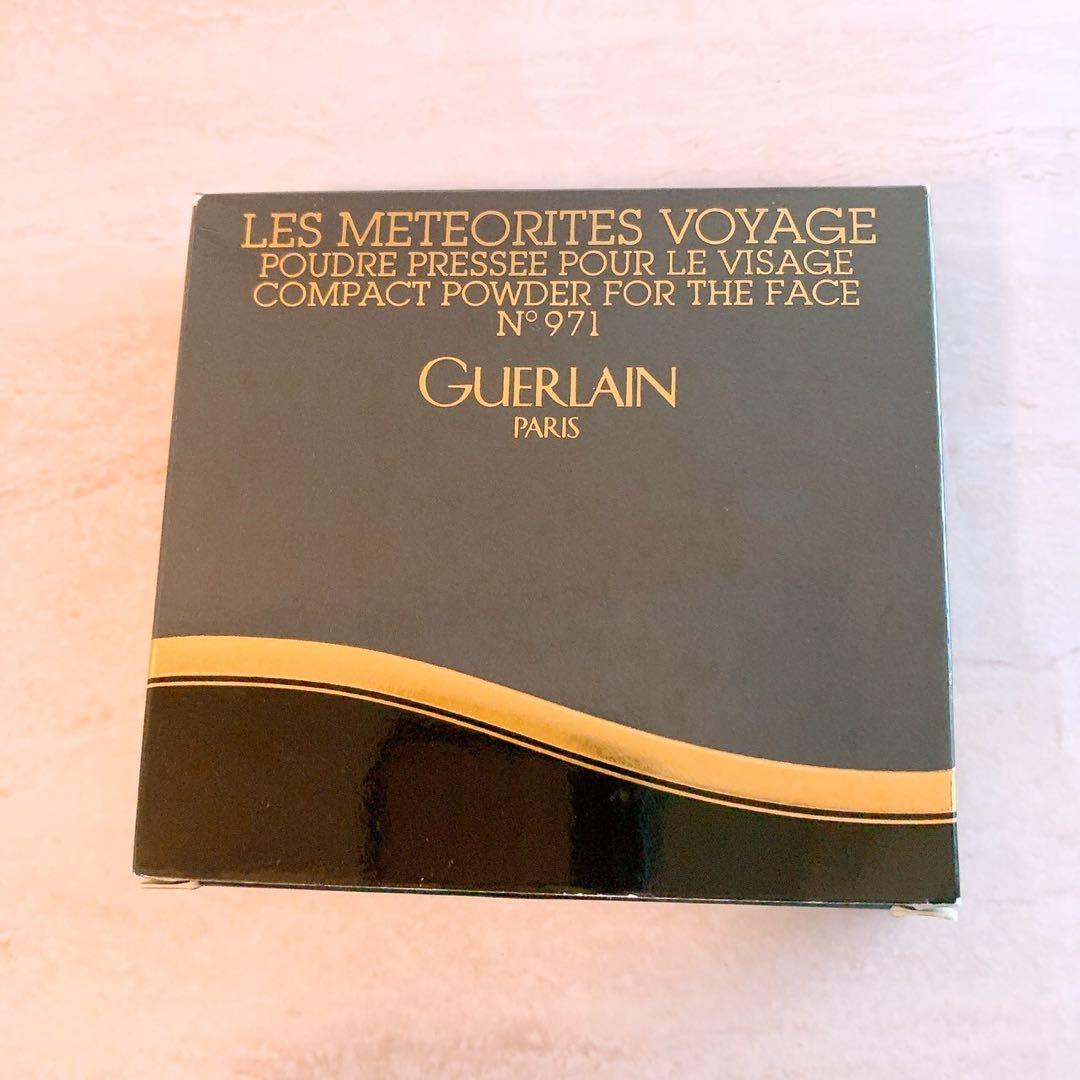 LES METEORITES VOYAGE
POUDRE PRESSEE POUR LE VISAGE
COMPACT POWDER FOR THE FACE
N° 971
GUERLAIN
PARIS